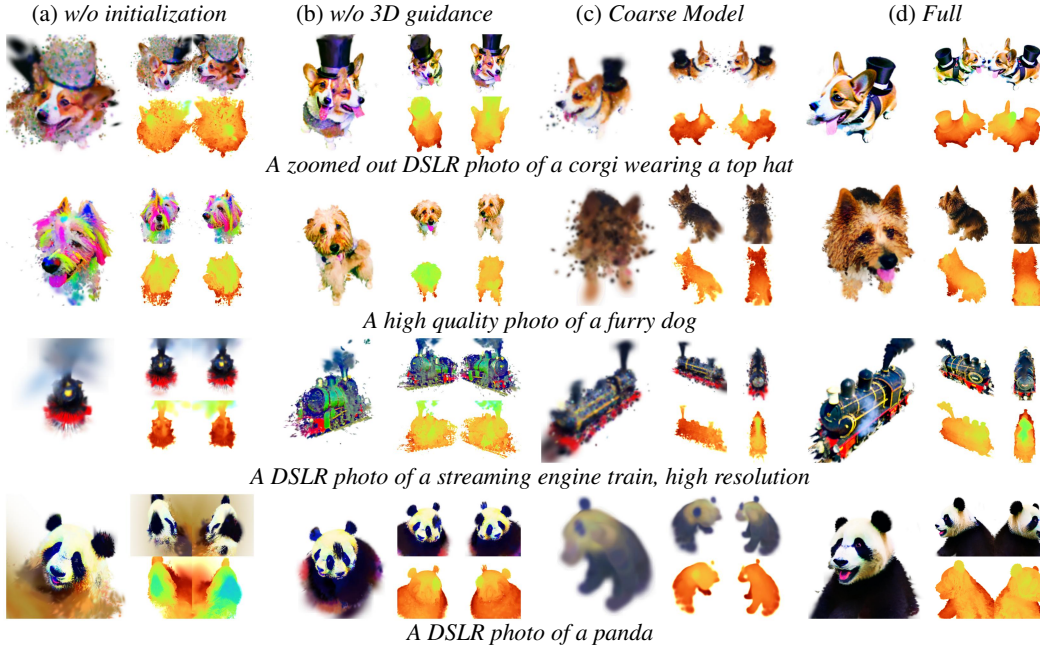 (a) w/o initialization (b) w/o 3D guidance (c) Coarse Model (d) Full
A zoomed out DSLR photo of a corgi wearing a top hat
A high quality photo of a furry dog
A DSLR photo of a streaming engine train, high resolution
A DSLR photo of a panda